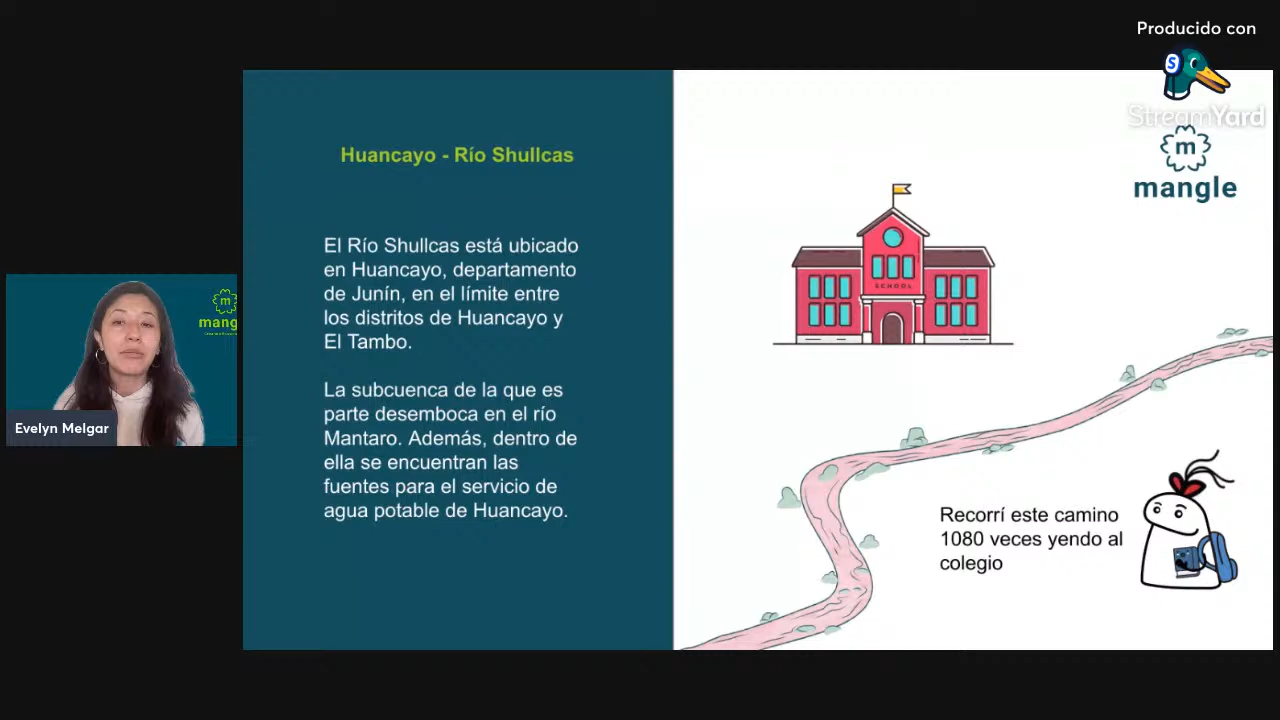 Producido con
S
StreamYard
m
mangle
Huancayo - Río Shullcas
El Río Shullcas está ubicado
en Huancayo, departamento
de Junín, en el límite entre
los distritos de Huancayo y
El Tambo.
La subcuenca de la que es
parte desemboca en el río
Mantaro. Además, dentro de
ella se encuentran las
fuentes para el servicio de
agua potable de Huancayo.
SCHOOL
Recorrí este camino
1080 veces yendo al
colegio
m
mang
Evelyn Melgar